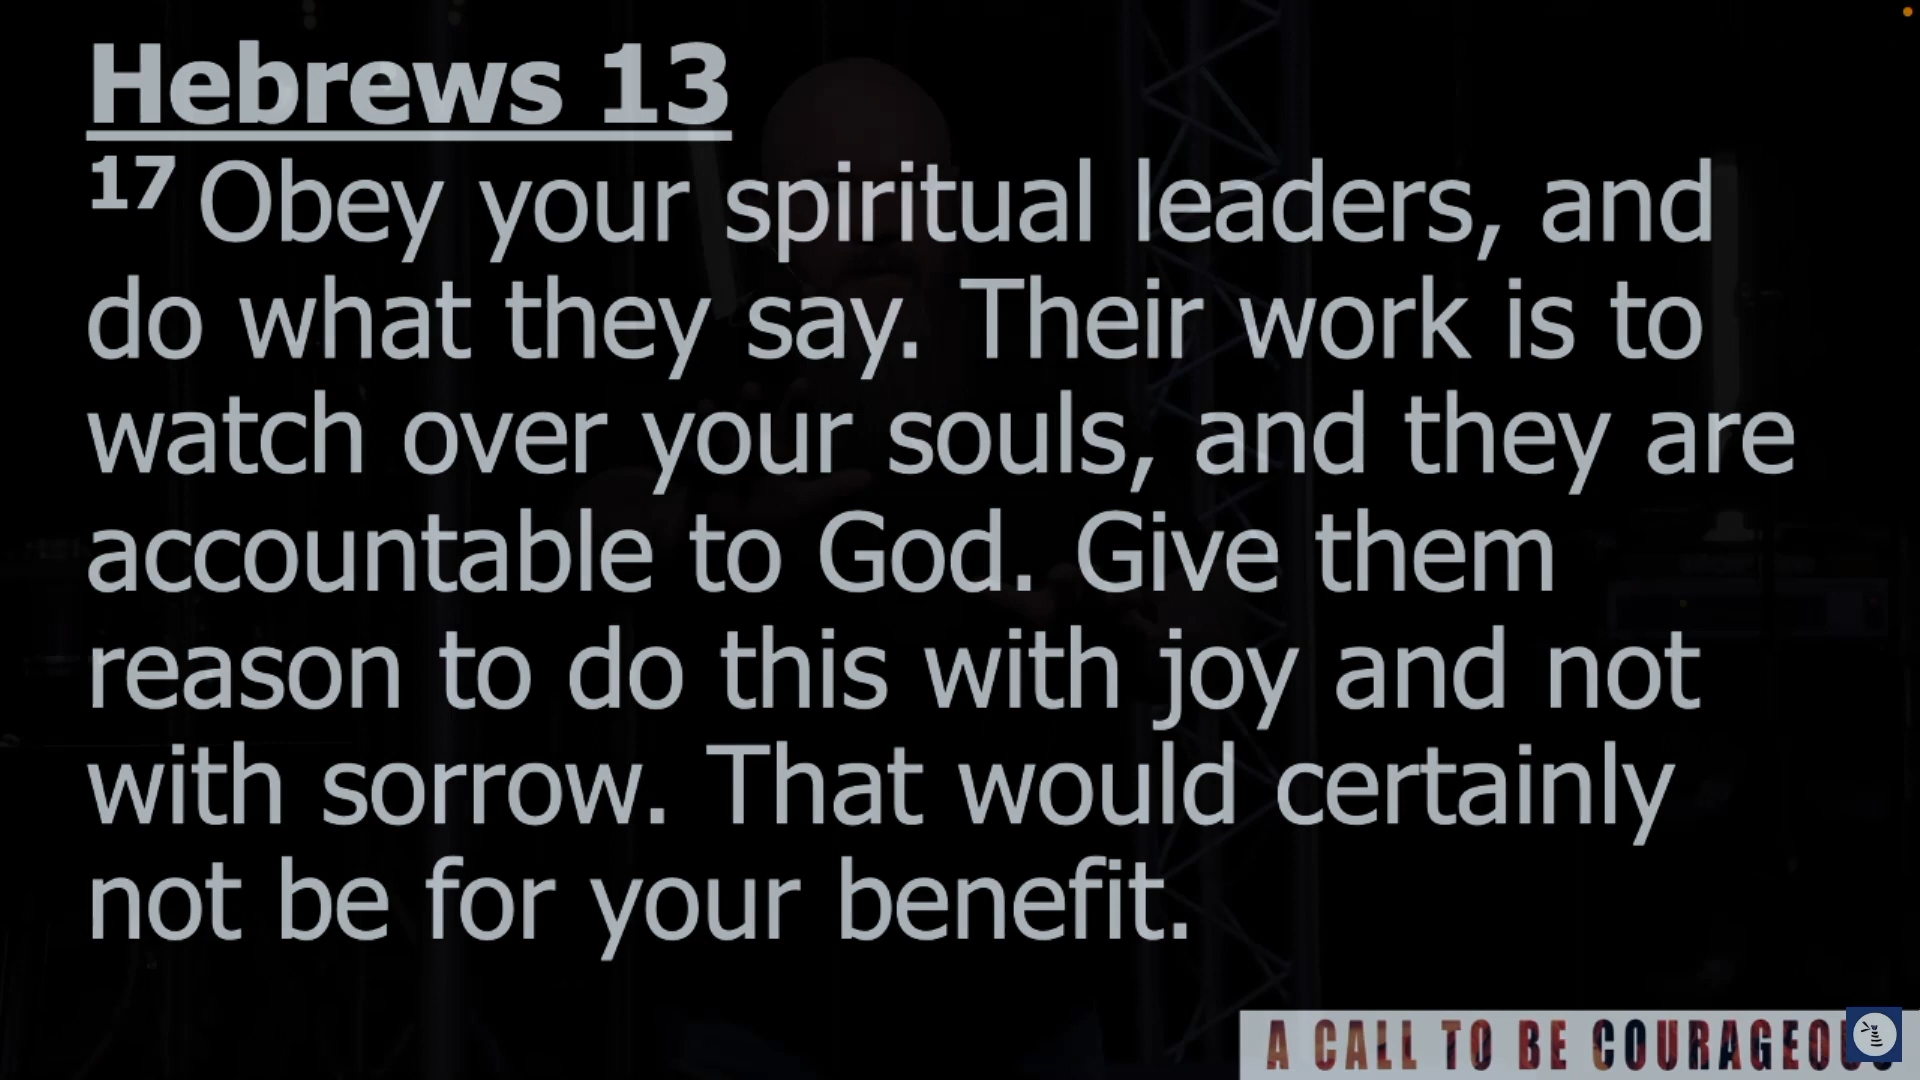 Hebrews 13
17 Obey your spiritual leaders, and
do what they say. Their work is to
watch over your souls, and they are
accountable to God. Give them
reason to do this with joy and not
with sorrow. That would certainly
not be for your benefit.
A CALL TO BE COURAGEOUS